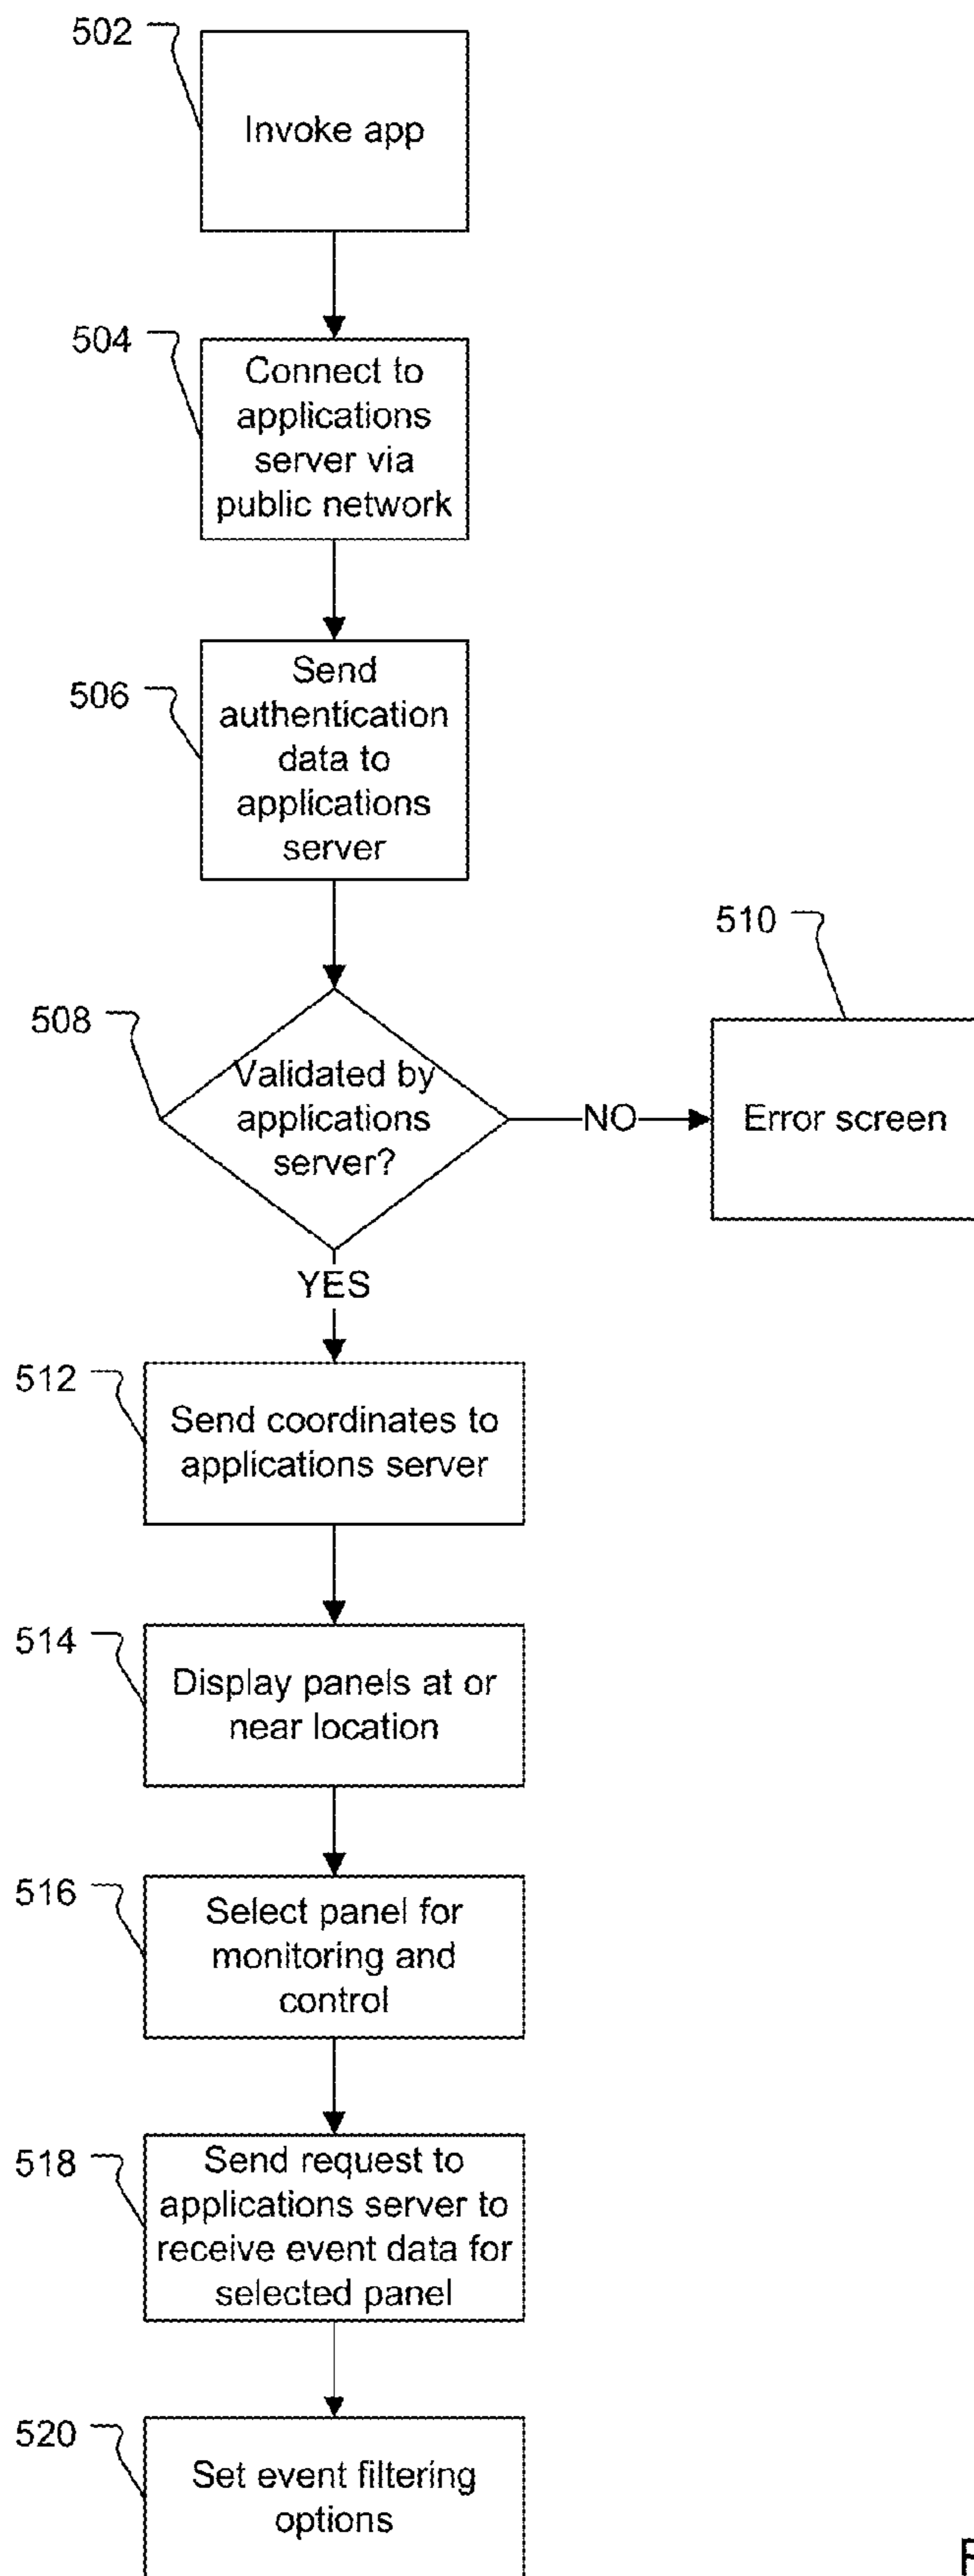 502
Invoke app
504
Connect to
applications
server via
public network
506
Send
authentication
data to
applications
server
508
Validated by
applications
server?
NO
510
Error screen
YES
512
Send coordinates to
applications server
514
Display panels at or
near location
516
Select panel for
monitoring and
control
518
Send request to
applications server to
receive event data for
selected panel
520
Set event filtering
options